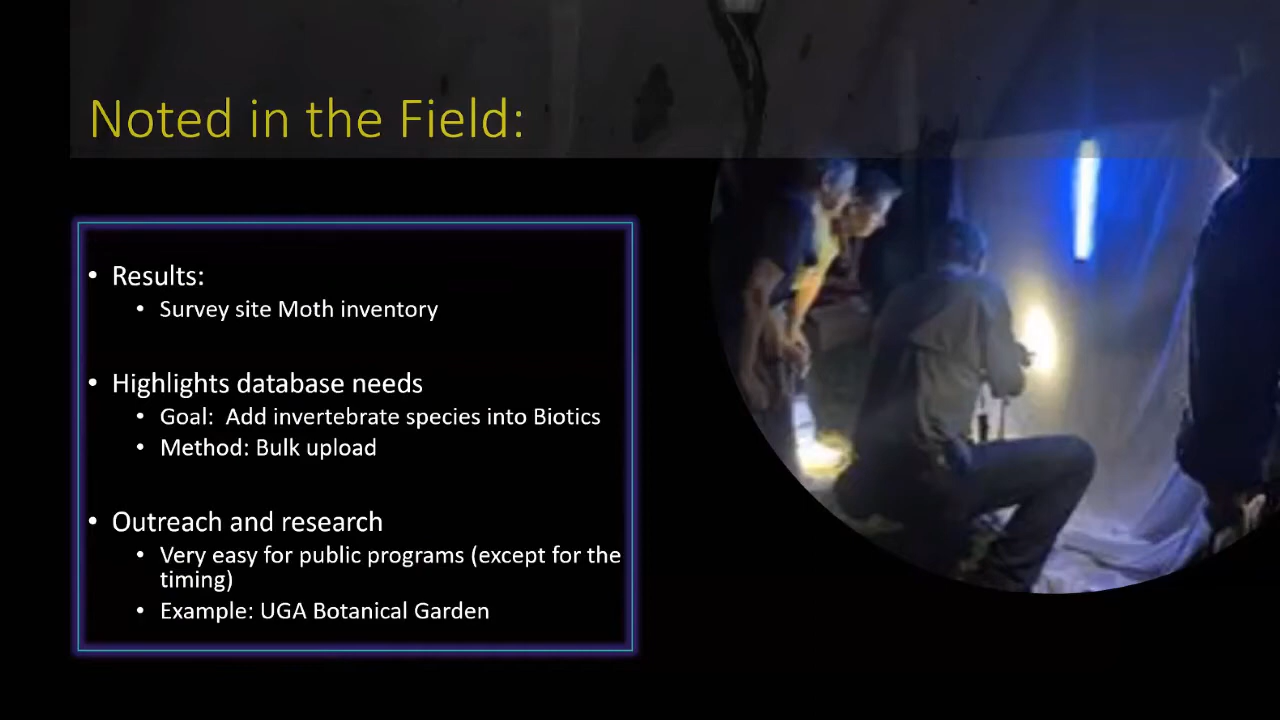 Noted in the Field:
• Results:
• Survey site Moth inventory
• Highlights database needs
• Goal:  Add invertebrate species into Biotics
• Method: Bulk upload
• Outreach and research
• Very easy for public programs (except for the
timing)
• Example: UGA Botanical Garden